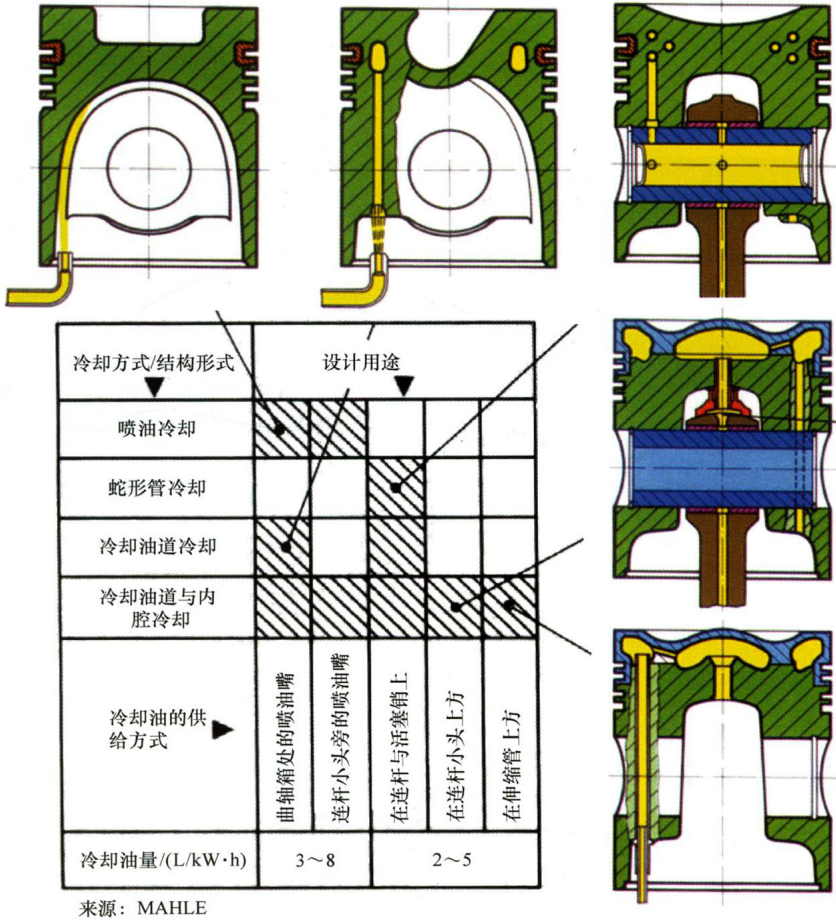 冷却方式/结构形式
设计用途
喷油冷却
蛇形管冷却
冷却油道冷却
冷却油道与内
腔冷却
冷却油的供
给方式
曲轴箱处的喷油嘴
连杆小头旁的喷油嘴
在连杆与活塞销上
在连杆小头上方
在伸缩管上方
冷却油量/(L/kW·h)
3～8
2～5
来源：MAHLE